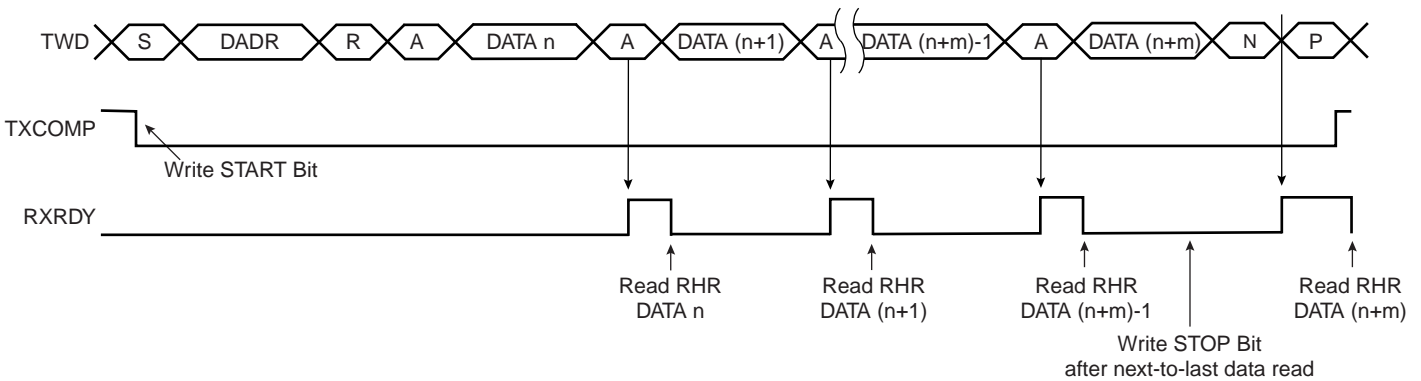 TWD S DADR R A DATA n A DATA (n+1) A DATA (n+m)-1 A DATA (n+m) N P
TXCOMP
Write START Bit
RXRDY
Read RHR Read RHR Read RHR Read RHR
DATA n DATA (n+1) DATA (n+m)-1 DATA (n+m)
Write STOP Bit
after next-to-last data read